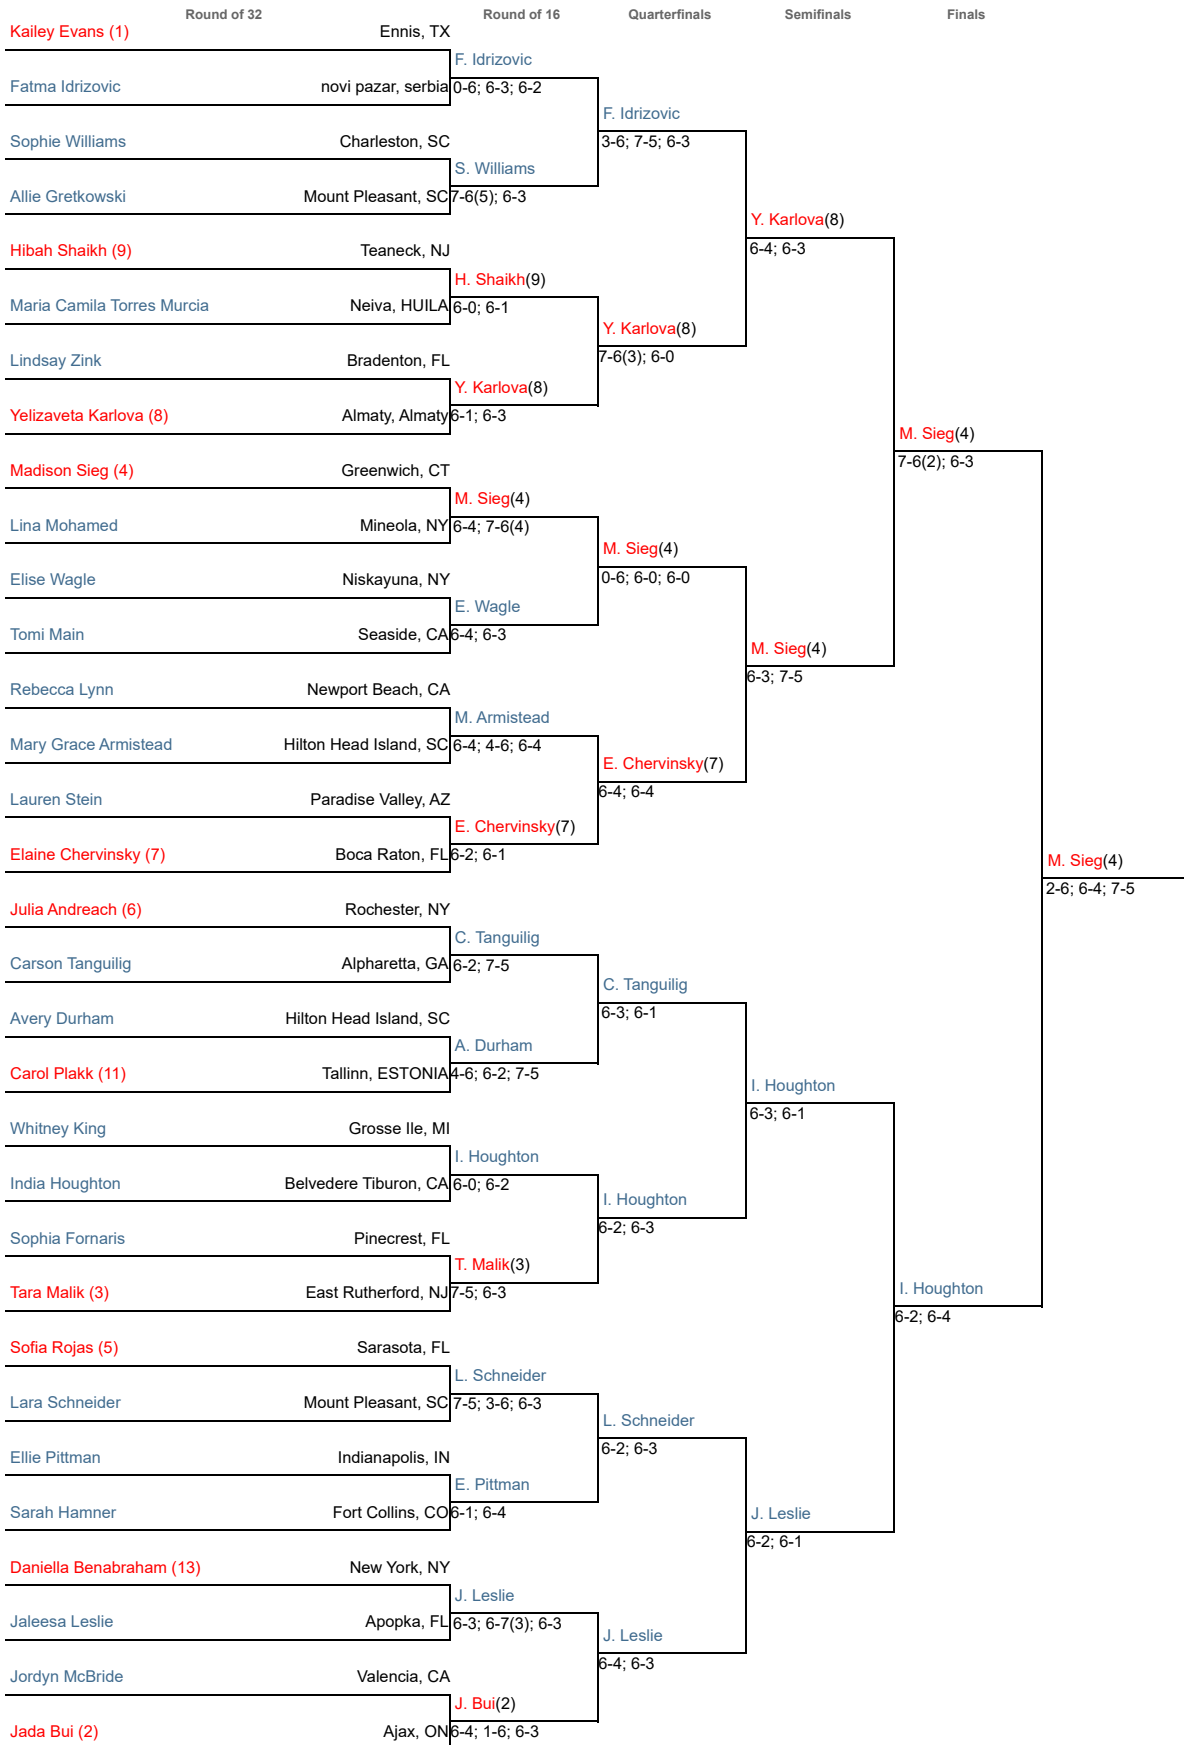 Round of 32 Round of 16 Quarterfinals Semifinals Finals
Kailey Evans (1) Ennis, TX
F. Idrizovic
Fatma Idrizovic novi pazar, serbia 0-6; 6-3; 6-2
F. Idrizovic
Sophie Williams Charleston, SC 3-6; 7-5; 6-3
S. Williams
Allie Gretkowski Mount Pleasant, SC 7-6(5); 6-3
Y. Karlova(8)
Hibah Shaikh (9) Teaneck, NJ 6-4; 6-3
H. Shaikh(9)
Maria Camila Torres Murcia Neiva, HUILA 6-0; 6-1
Y. Karlova(8)
Lindsay Zink Bradenton, FL 7-6(3); 6-0
Y. Karlova(8)
Yelizaveta Karlova (8) Almaty, Almaty 6-1; 6-3
M. Sieg(4)
Madison Sieg (4) Greenwich, CT 7-6(2); 6-3
M. Sieg(4)
Lina Mohamed Mineola, NY 6-4; 7-6(4)
M. Sieg(4)
Elise Wagle Niskayuna, NY 0-6; 6-0; 6-0
E. Wagle
Tomi Main Seaside, CA 6-4; 6-3
M. Sieg(4)
Rebecca Lynn Newport Beach, CA 6-3; 7-5
M. Armistead
Mary Grace Armistead Hilton Head Island, SC 6-4; 4-6; 6-4
E. Chervinsky(7)
Lauren Stein Paradise Valley, AZ 6-4; 6-4
E. Chervinsky(7)
Elaine Chervinsky (7) Boca Raton, FL 6-2; 6-1
M. Sieg(4)
2-6; 6-4; 7-5
Julia Andreach (6) Rochester, NY
C. Tanguilig
Carson Tanguilig Alpharetta, GA 6-2; 7-5
C. Tanguilig
Avery Durham Hilton Head Island, SC 6-3; 6-1
A. Durham
Carol Plakk (11) Tallinn, ESTONIA 4-6; 6-2; 7-5
I. Houghton
Whitney King Grosse Ile, MI 6-3; 6-1
I. Houghton
India Houghton Belvedere Tiburon, CA 6-0; 6-2
I. Houghton
Sophia Fornaris Pinecrest, FL 6-2; 6-3
T. Malik(3)
Tara Malik (3) East Rutherford, NJ 7-5; 6-3
I. Houghton
6-2; 6-4
Sofia Rojas (5) Sarasota, FL
L. Schneider
Lara Schneider Mount Pleasant, SC 7-5; 3-6; 6-3
L. Schneider
Ellie Pittman Indianapolis, IN 6-2; 6-3
E. Pittman
Sarah Hamner Fort Collins, CO 6-1; 6-4
J. Leslie
6-2; 6-1
Daniella Benabraham (13) New York, NY
J. Leslie
Jaleesa Leslie Apopka, FL 6-3; 6-7(3); 6-3
J. Leslie
Jordyn McBride Valencia, CA 6-4; 6-3
J. Bui(2)
Jada Bui (2) Ajax, ON 6-4; 1-6; 6-3